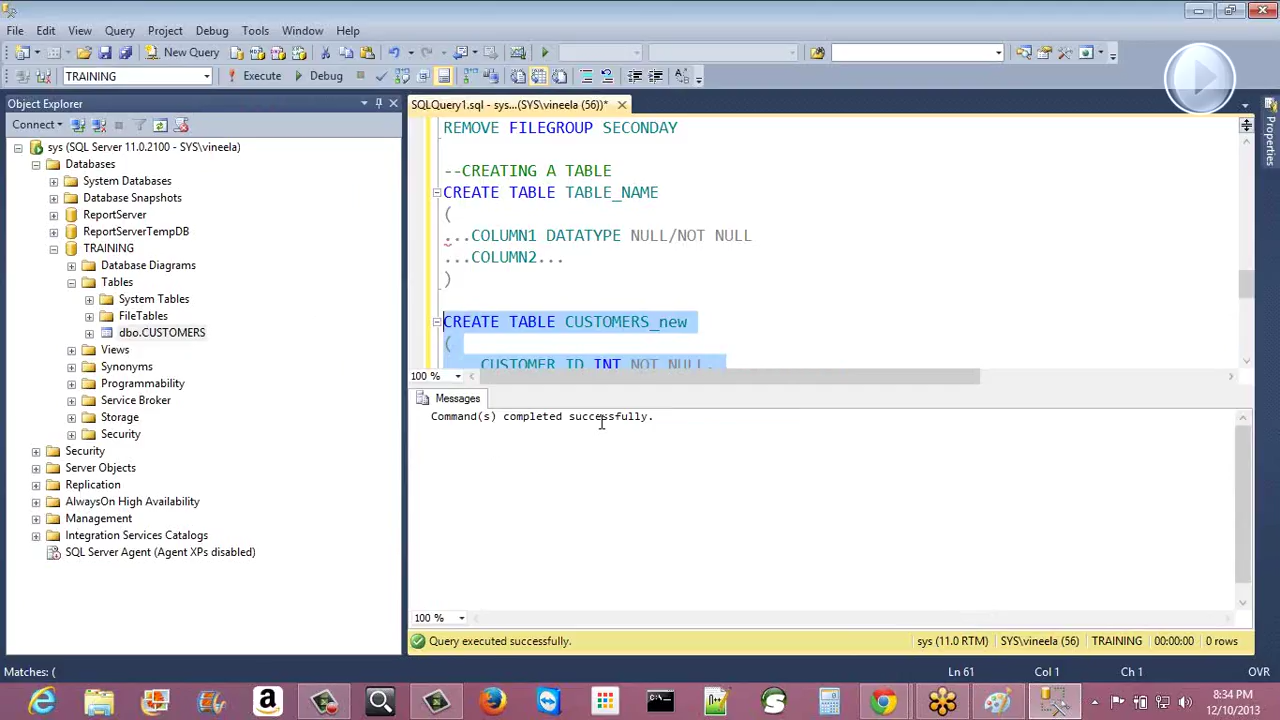 File Edit View Query Project Debug Tools Window Help
New Query
TRAINING Execute Debug
Object Explorer
Connect
sys (SQL Server 11.0.2100 - SYS\vineela)
Databases
System Databases
Database Snapshots
ReportServer
ReportServerTempDB
TRAINING
Database Diagrams
Tables
System Tables
FileTables
dbo.CUSTOMERS
Views
Synonyms
Programmability
Service Broker
Storage
Security
Security
Server Objects
Replication
AlwaysOn High Availability
Management
Integration Services Catalogs
SQL Server Agent (Agent XPs disabled)
SQLQuery1.sql - sys...(SYS\vineela (56))*
REMOVE FILEGROUP SECONDAY
--CREATING A TABLE
CREATE TABLE TABLE_NAME
(
...COLUMN1 DATATYPE NULL/NOT NULL
...COLUMN2...
)
CREATE TABLE CUSTOMERS_new
(
CUSTOMER_ID INT NOT NULL,
100 %
Messages
Command(s) completed successfully.
100 %
Query executed successfully. sys (11.0 RTM) SYS\vineela (56) TRAINING 00:00:00 0 rows
Properties
Matches: ( Ln 61 Col 1 Ch 1 OVR
8:34 PM
12/10/2013